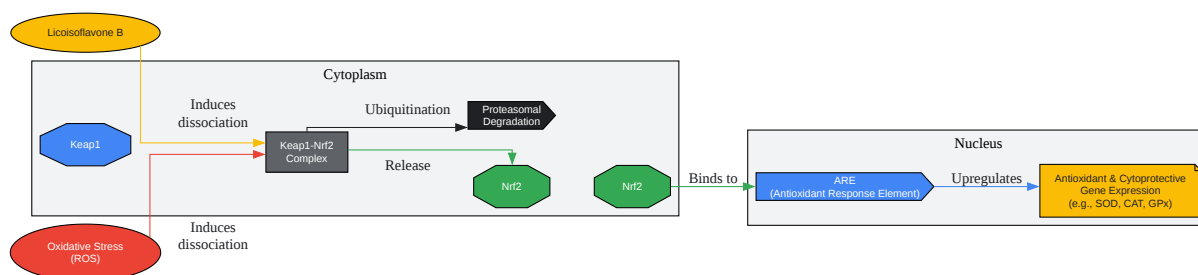 Licoisoflavone B
Cytoplasm
Keap1
Induces
dissociation
Keap1-Nrf2
Complex
Ubiquitination
Proteasomal
Degradation
Release
Nrf2
Nrf2
Binds to
Nucleus
ARE
(Antioxidant Response Element)
Upregulates
Antioxidant & Cytoprotective
Gene Expression
(e.g., SOD, CAT, GPx)
Oxidative Stress
(ROS)
Induces
dissociation